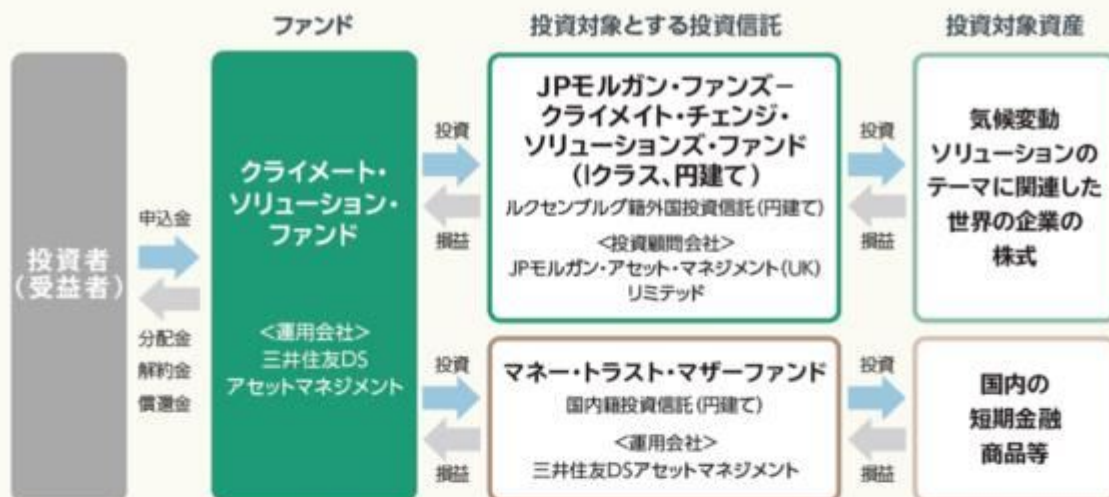 ファンド
投資対象とする投資信託
投資対象資産
投資者
(受益者)
申込金
分配金
解約金
償還金
クライメート・
ソリューション・
ファンド
<運用会社>
三井住友DS
アセットマネジメント
投資
損益
JPモルガン・ファンズー
クライメイト・チェンジ・
ソリューションズ・ファンド
(Iクラス、円建て)
ルクセンブルグ籍外国投資信託(円建て)
<投資顧問会社>
JPモルガン・アセット・マネジメント(UK)
リミテッド
投資
損益
気候変動
ソリューションの
テーマに関連した
世界の企業の
株式
投資
損益
マネー・トラスト・マザーファンド
国内籍投資信託(円建て)
<運用会社>
三井住友DSアセットマネジメント
投資
損益
国内の
短期金融
商品等